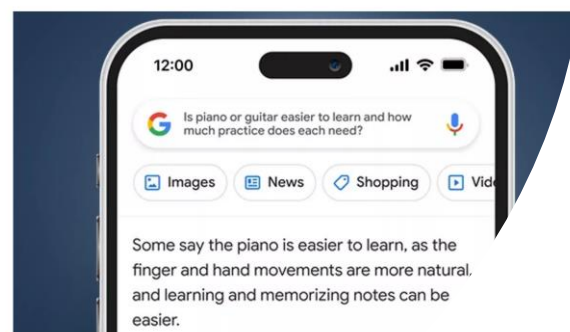 12:00
Is piano or guitar easier to learn and how
much practice does each need?
Images News Shopping
Some say the piano is easier to learn, as the
finger and hand movements are more natural,
and learning and memorizing notes can be
easier.